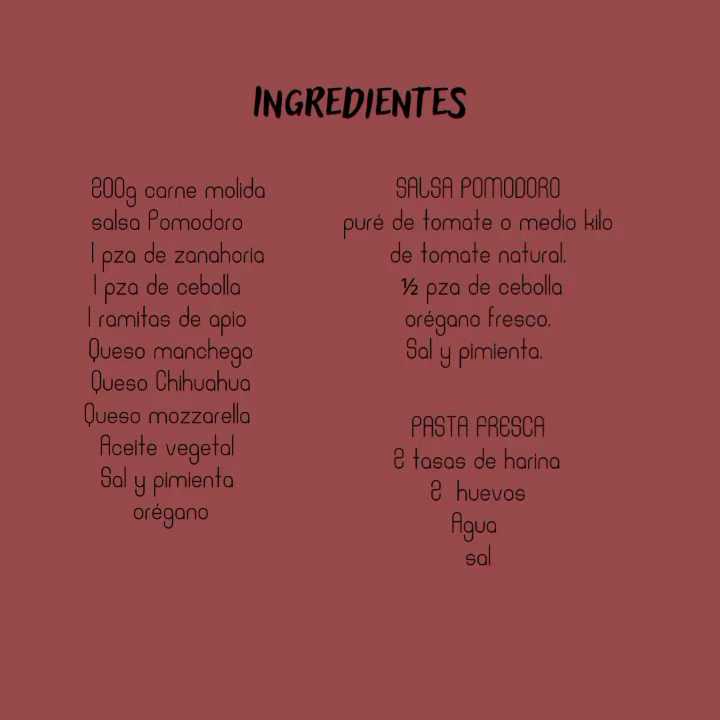 INGREDIENTES
200g carne molida
salsa Pomodoro
1 pza de zanahoria
1 pza de cebolla
1 ramitas de apio
Queso manchego
Queso Chihuahua
Queso mozzarella
Aceite vegetal
Sal y pimienta
orégano
SALSA POMODORO
puré de tomate o medio kilo
de tomate natural.
½ pza de cebolla
orégano fresco.
Sal y pimienta.
PASTA FRESCA
2 tasas de harina
2 huevos
Agua
sal